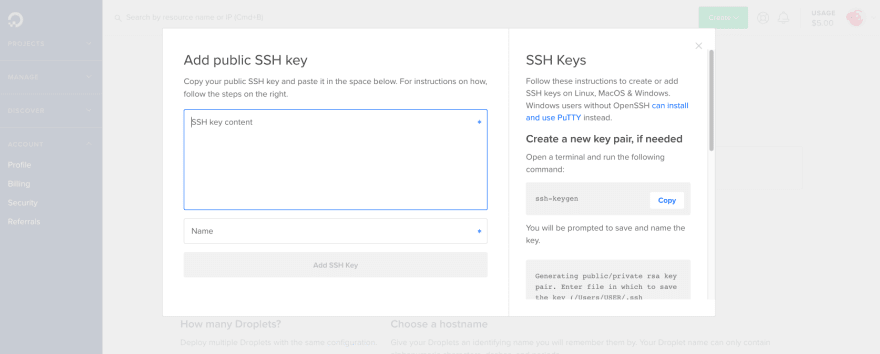 Search by resource name or IP (Cmd+B)
Create
USAGE
$5.00
PROJECTS
MANAGE
DISCOVER
ACCOUNT
Profile
Billing
Security
Referrals
Add public SSH key
Copy your public SSH key and paste it in the space below. For instructions on how,
follow the steps on the right.
SSH key content
Name
Add SSH Key
SSH Keys
Follow these instructions to create or add
SSH keys on Linux, MacOS & Windows.
Windows users without OpenSSH can install
and use PuTTY instead.
Create a new key pair, if needed
Open a terminal and run the following
command:
ssh-keygen
Copy
You will be prompted to save and name the
key.
Generating public/private rsa key
pair. Enter file in which to save
the key (/Users/USER/.ssh
How many Droplets?
Deploy multiple Droplets with the same configuration.
Choose a hostname
Give your Droplets an identifying name you will remember them by. Your Droplet name can only contain